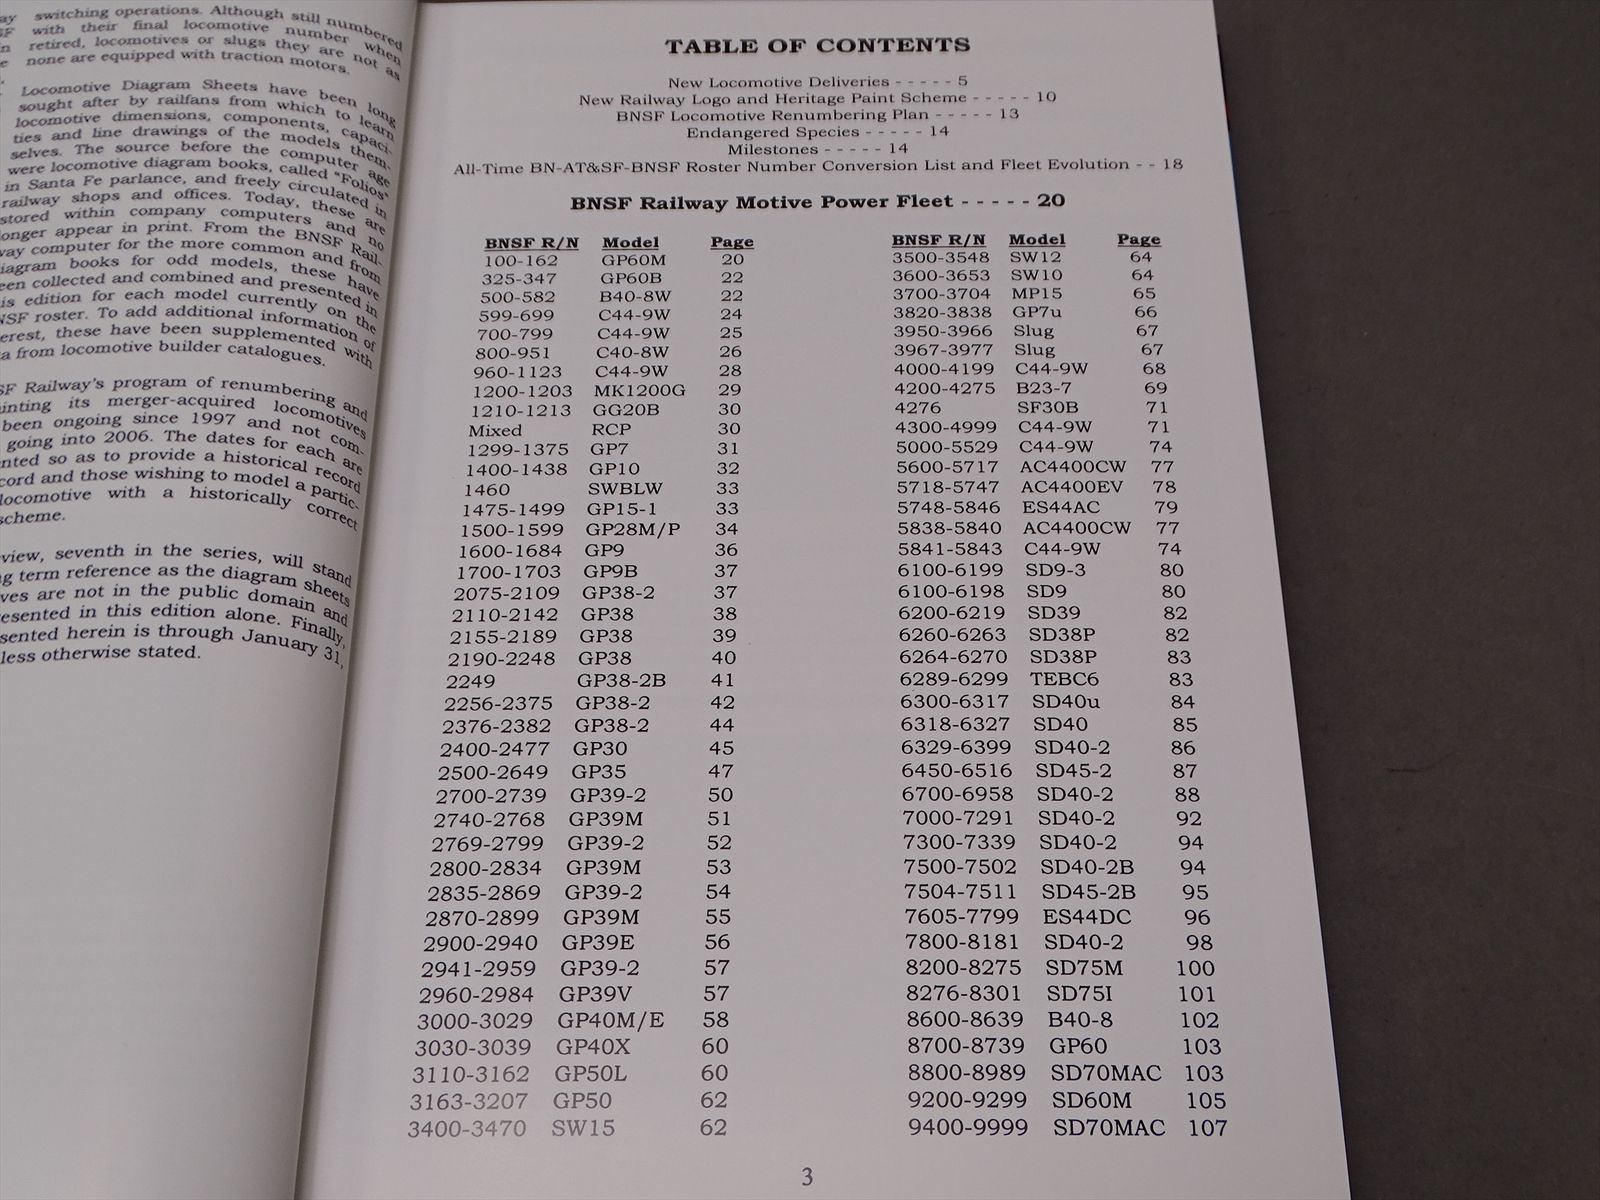 switching operations. Although still numbered
with their final locomotive number when
retired, locomotives or slugs they are not as
none are equipped with traction motors.
Locomotive Diagram Sheets have been long
sought after by railfans from which to learn
locomotive dimensions, components, capaci-
ties and line drawings of the models them-
selves. The source before the computer age
were locomotive diagram books, called "Folios"
in Santa Fe parlance, and freely circulated in
railway shops and offices. Today, these are
stored within company computers and no
longer appear in print. From the BNSF Rail-
way computer for the more common and from
diagram books for odd models, these have
been collected and combined and presented in
this edition for each model currently on the
BNSF roster. To add additional information of
interest, these have been supplemented with
from locomotive builder catalogues.
Railway's program of renumbering and
its merger-acquired locomotives
been ongoing since 1997 and not com-
going into 2006. The dates for each are
so as to provide a historical record
and those wishing to model a partic-
locomotive with a historically correct
scheme.
seventh in the series, will stand
term reference as the diagram sheets
are not in the public domain and
in this edition alone. Finally,
herein is through January 31,
otherwise stated.
TABLE OF CONTENTS
New Locomotive Deliveries - - - - - 5
New Railway Logo and Heritage Paint Scheme - - - - - 10
BNSF Locomotive Renumbering Plan - - - - - 13
Endangered Species - - - - - 14
Milestones - - - - - 14
All-Time BN-AT&SF-BNSF Roster Number Conversion List and Fleet Evolution - - 18
BNSF Railway Motive Power Fleet - - - - - 20
BNSF R/N Model Page
100-162 GP60M 20
325-347 GP60B 22
500-582 B40-8W 22
599-699 C44-9W 24
700-799 C44-9W 25
800-951 C40-8W 26
960-1123 C44-9W 28
1200-1203 MK1200G 29
1210-1213 GG20B 30
Mixed RCP 30
1299-1375 GP7 31
1400-1438 GP10 32
1460 SWBLW 33
1475-1499 GP15-1 33
1500-1599 GP28M/P 34
1600-1684 GP9 36
1700-1703 GP9B 37
2075-2109 GP38-2 37
2110-2142 GP38 38
2155-2189 GP38 39
2190-2248 GP38 40
2249 GP38-2B 41
2256-2375 GP38-2 42
2376-2382 GP38-2 44
2400-2477 GP30 45
2500-2649 GP35 47
2700-2739 GP39-2 50
2740-2768 GP39M 51
2769-2799 GP39-2 52
2800-2834 GP39M 53
2835-2869 GP39-2 54
2870-2899 GP39M 55
2900-2940 GP39E 56
2941-2959 GP39-2 57
2960-2984 GP39V 57
3000-3029 GP40M/E 58
3030-3039 GP40X 60
3110-3162 GP50L 60
3163-3207 GP50 62
3400-3470 SW15 62
BNSF R/N Model Page
3500-3548 SW12 64
3600-3653 SW10 64
3700-3704 MP15 65
3820-3838 GP7u 66
3950-3966 Slug 67
3967-3977 Slug 67
4000-4199 C44-9W 68
4200-4275 B23-7 69
4276 SF30B 71
4300-4999 C44-9W 71
5000-5529 C44-9W 74
5600-5717 AC4400CW 77
5718-5747 AC4400EV 78
5748-5846 ES44AC 79
5838-5840 AC4400CW 77
5841-5843 C44-9W 74
6100-6199 SD9-3 80
6100-6198 SD9 80
6200-6219 SD39 82
6260-6263 SD38P 82
6264-6270 SD38P 83
6289-6299 TEBC6 83
6300-6317 SD40u 84
6318-6327 SD40 85
6329-6399 SD40-2 86
6450-6516 SD45-2 87
6700-6958 SD40-2 88
7000-7291 SD40-2 92
7300-7339 SD40-2 94
7500-7502 SD40-2B 94
7504-7511 SD45-2B 95
7605-7799 ES44DC 96
7800-8181 SD40-2 98
8200-8275 SD75M 100
8276-8301 SD75I 101
8600-8639 B40-8 102
8700-8739 GP60 103
8800-8989 SD70MAC 103
9200-9299 SD60M 105
9400-9999 SD70MAC 107
3